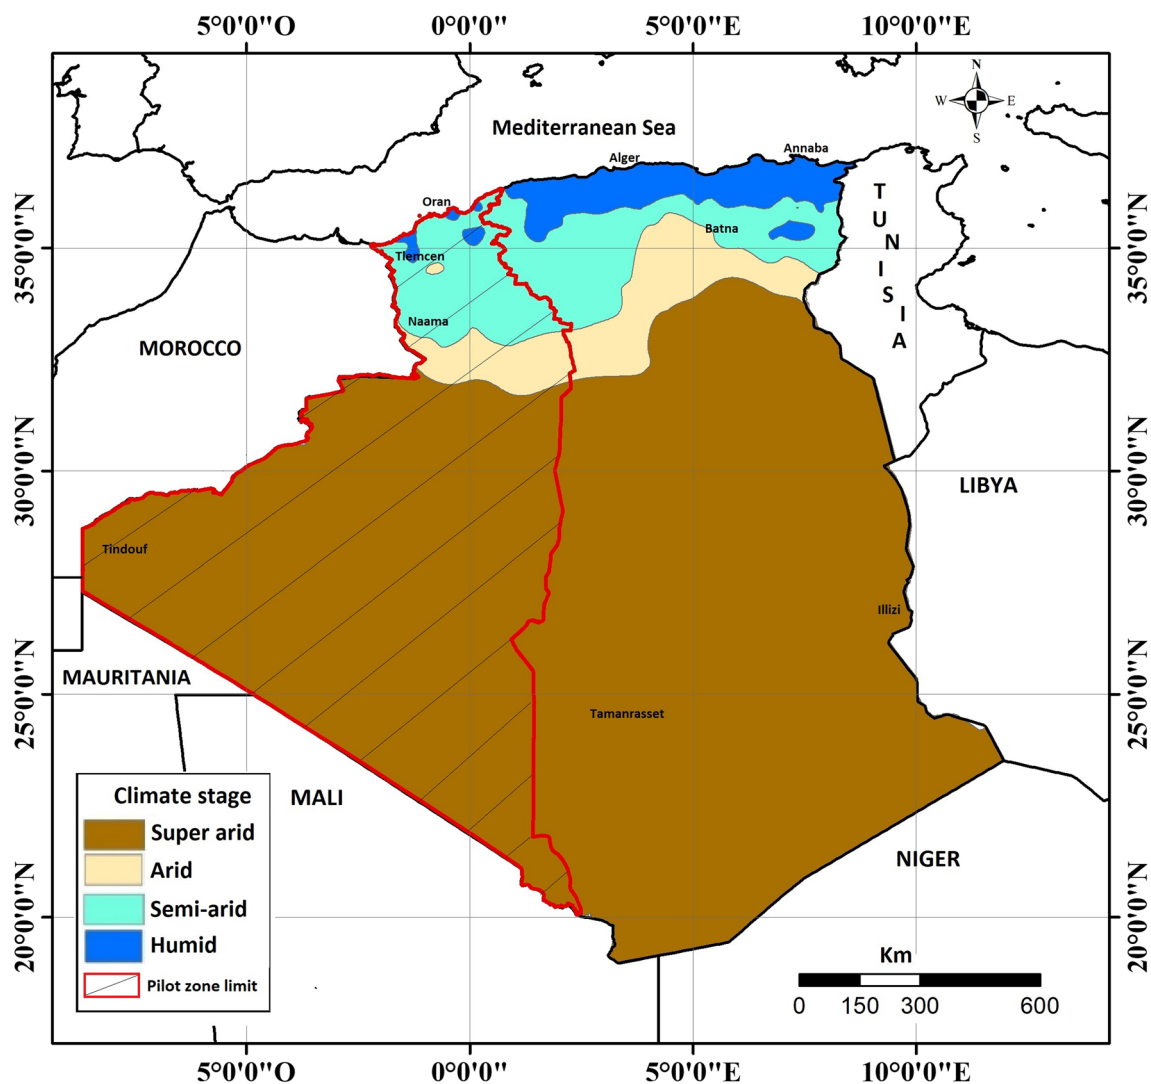 5°0'0"O
0°0'0"
5°0'0"E
10°0'0"E
N
W
E
S
Mediterranean Sea
Annaba
Alger
TUNISIA
Oran
35°0'0"N
35°0'0"N
Batna
Tlemcen
Naama
MOROCCO
30°0'0"N
30°0'0"N
LIBYA
Tindouf
Illizi
MAURITANIA
25°0'0"N
25°0'0"N
Tamanrasset
MALI
Climate stage
Super arid
Arid
Semi-arid
Humid
Pilot zone limit
NIGER
20°0'0"N
20°0'0"N
Km
0 150 300 600
5°0'0"O
0°0'0"
5°0'0"E
10°0'0"E